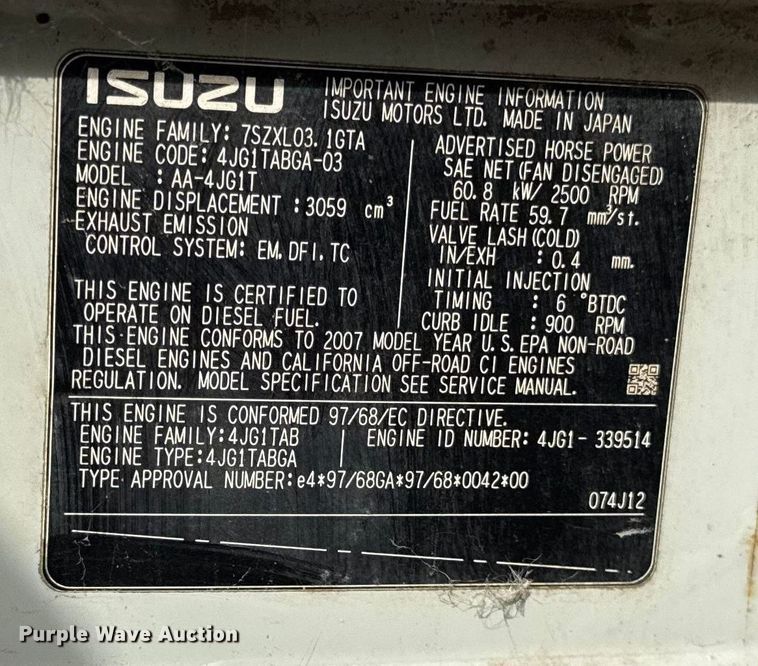 ISUZU
IMPORTANT ENGINE INFORMATION
ISUZU MOTORS LTD. MADE IN JAPAN
ENGINE FAMILY: 7SZXL03.1GTA
ENGINE CODE: 4JG1TABGA-03
MODEL : AA-4JG1T
ENGINE DISPLACEMENT : 3059 cm³
EXHAUST EMISSION
CONTROL SYSTEM: EM, DFI, TC
THIS ENGINE IS CERTIFIED TO
OPERATE ON DIESEL FUEL.
ADVERTISED HORSE POWER
SAE NET (FAN DISENGAGED)
60.8 kW/ 2500 RPM
FUEL RATE 59.7 mm³/st.
VALVE LASH (COLD)
IN/EXH : 0.4 mm.
INITIAL INJECTION
TIMING : 6 °BTDC
CURB IDLE : 900 RPM
THIS ENGINE CONFORMS TO 2007 MODEL YEAR U.S. EPA NON-ROAD
DIESEL ENGINES AND CALIFORNIA OFF-ROAD CI ENGINES
REGULATION. MODEL SPECIFICATION SEE SERVICE MANUAL.
THIS ENGINE IS CONFORMED 97/68/EC DIRECTIVE.
ENGINE FAMILY:4JG1TAB
ENGINE TYPE:4JG1TABGA
ENGINE ID NUMBER: 4JG1- 339514
TYPE APPROVAL NUMBER:e4*97/68GA*97/68*0042*00
074J12
Purple Wave Auction